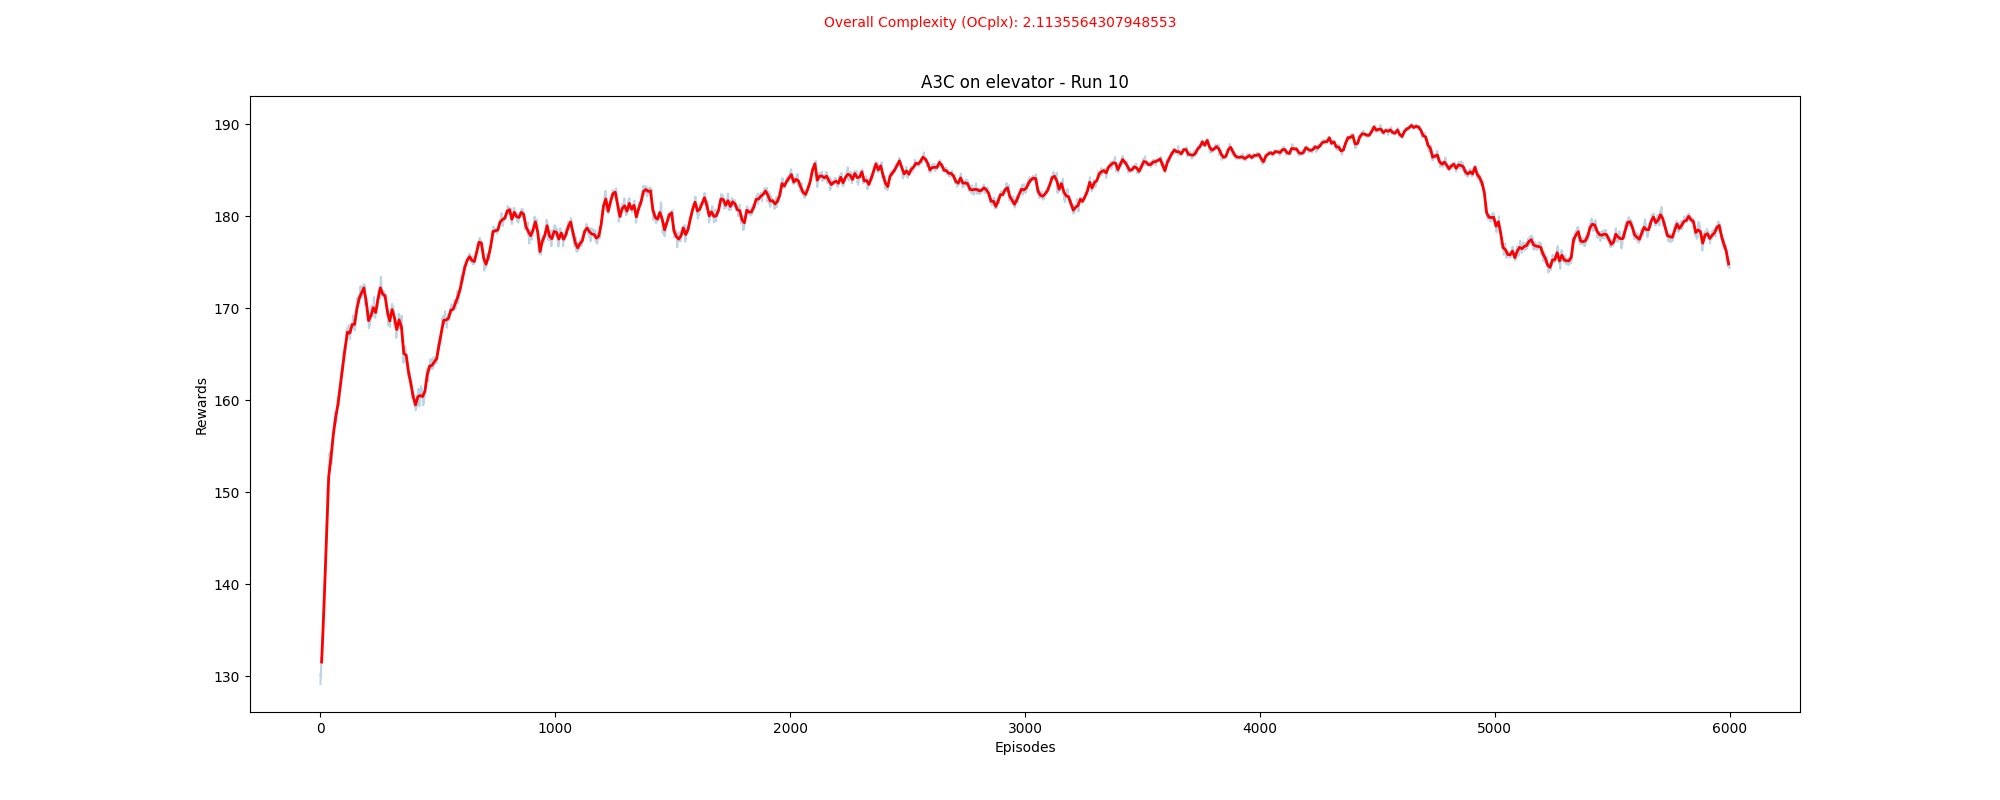 Overall Complexity (OCplx): 2.1135564307948553
A3C on elevator - Run 10
190
180
170
160
150
140
130
Rewards
0 1000 2000 3000 4000 5000 6000
Episodes